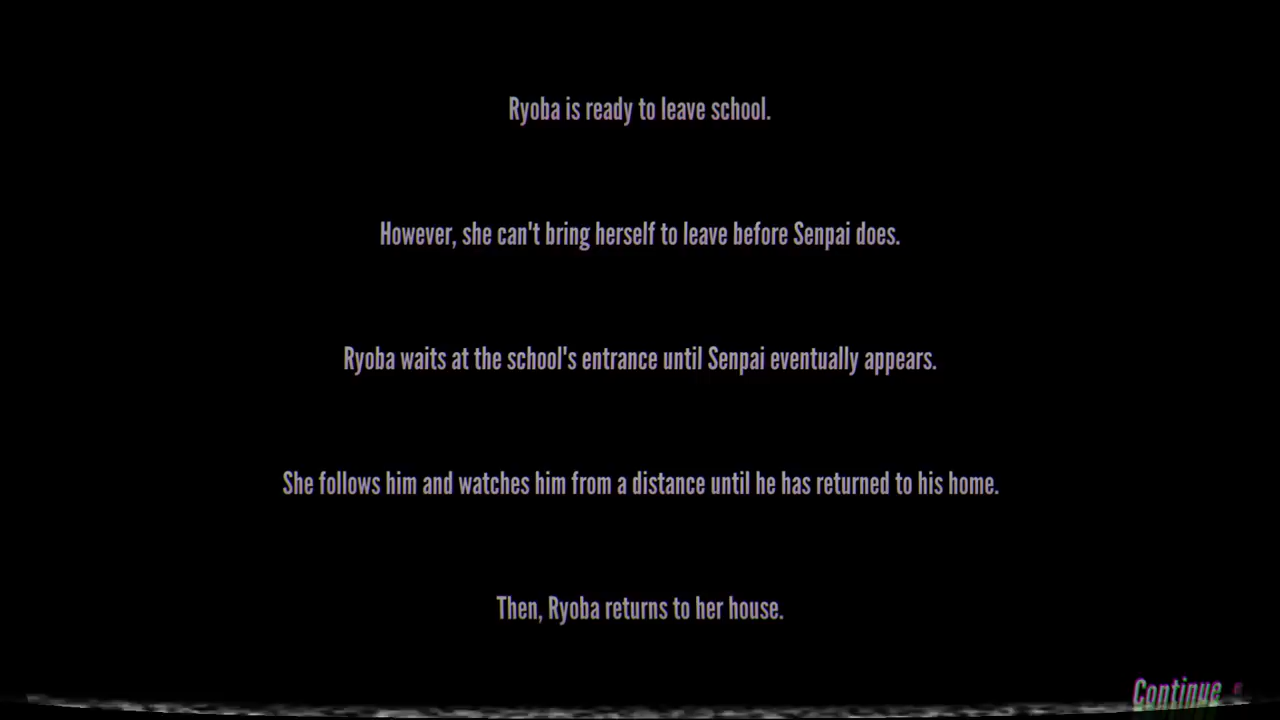 Ryoba is ready to leave school.
However, she can't bring herself to leave before Senpai does.
Ryoba waits at the school's entrance until Senpai eventually appears.
She follows him and watches him from a distance until he has returned to his home.
Then, Ryoba returns to her house.
Continue